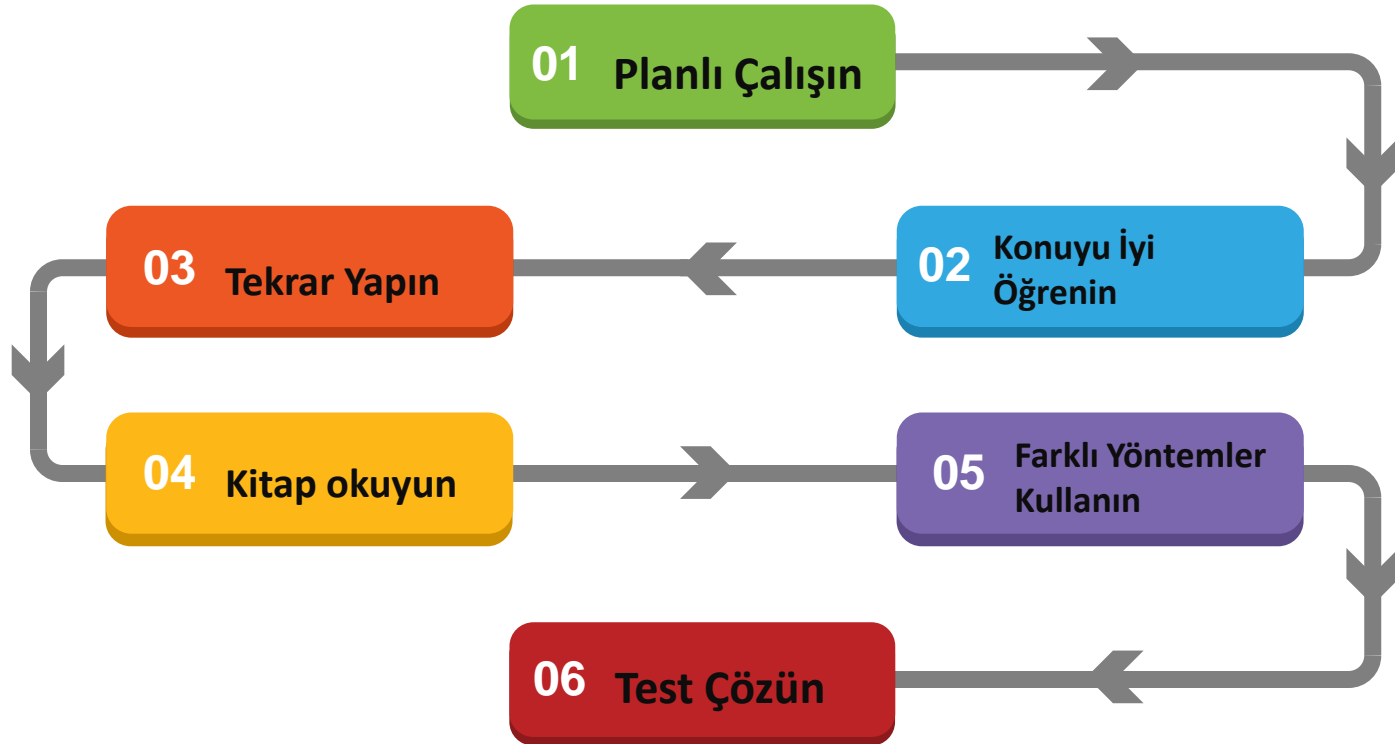 01 Planlı Çalışın
02 Konuyu İyi
Öğrenin
03 Tekrar Yapın
04 Kitap okuyun
05 Farklı Yöntemler
Kullanın
06 Test Çözün